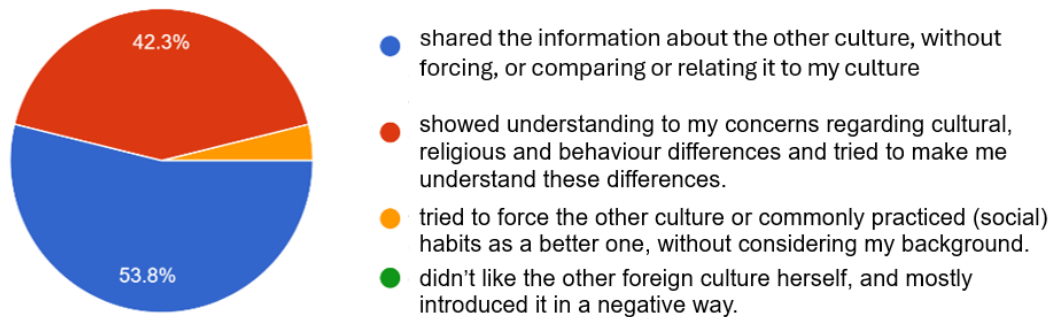 42.3%
53.8%
shared the information about the other culture, without
forcing, or comparing or relating it to my culture
showed understanding to my concerns regarding cultural,
religious and behaviour differences and tried to make me
understand these differences.
tried to force the other culture or commonly practiced (social)
habits as a better one, without considering my background.
didn’t like the other foreign culture herself, and mostly
introduced it in a negative way.